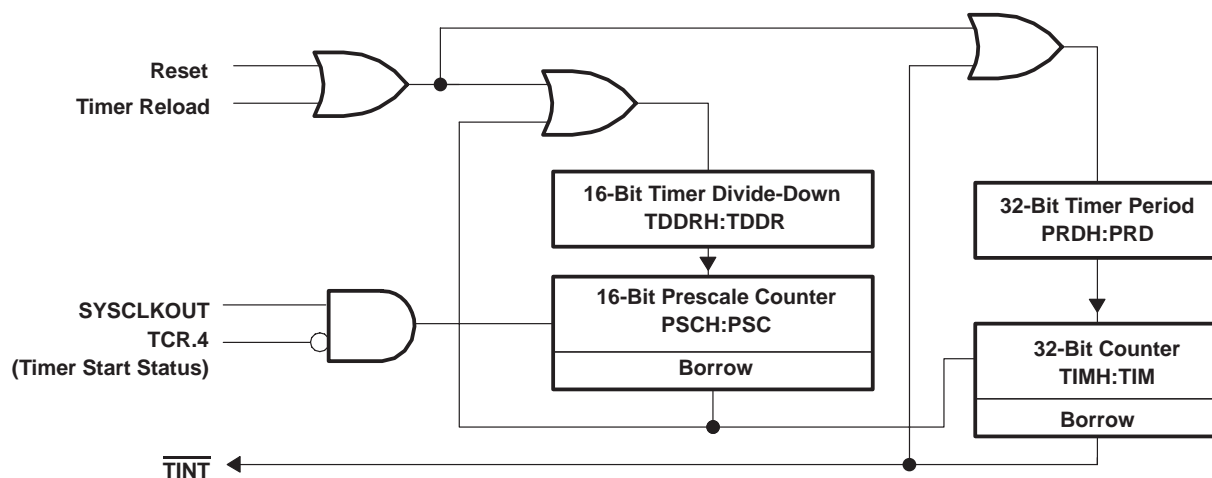 Reset
Timer Reload
16-Bit Timer Divide-Down
TDDRH:TDDR
32-Bit Timer Period
PRDH:PRD
SYSCLKOUT
TCR.4
(Timer Start Status)
16-Bit Prescale Counter
PSCH:PSC
Borrow
32-Bit Counter
TIMH:TIM
Borrow
TINT